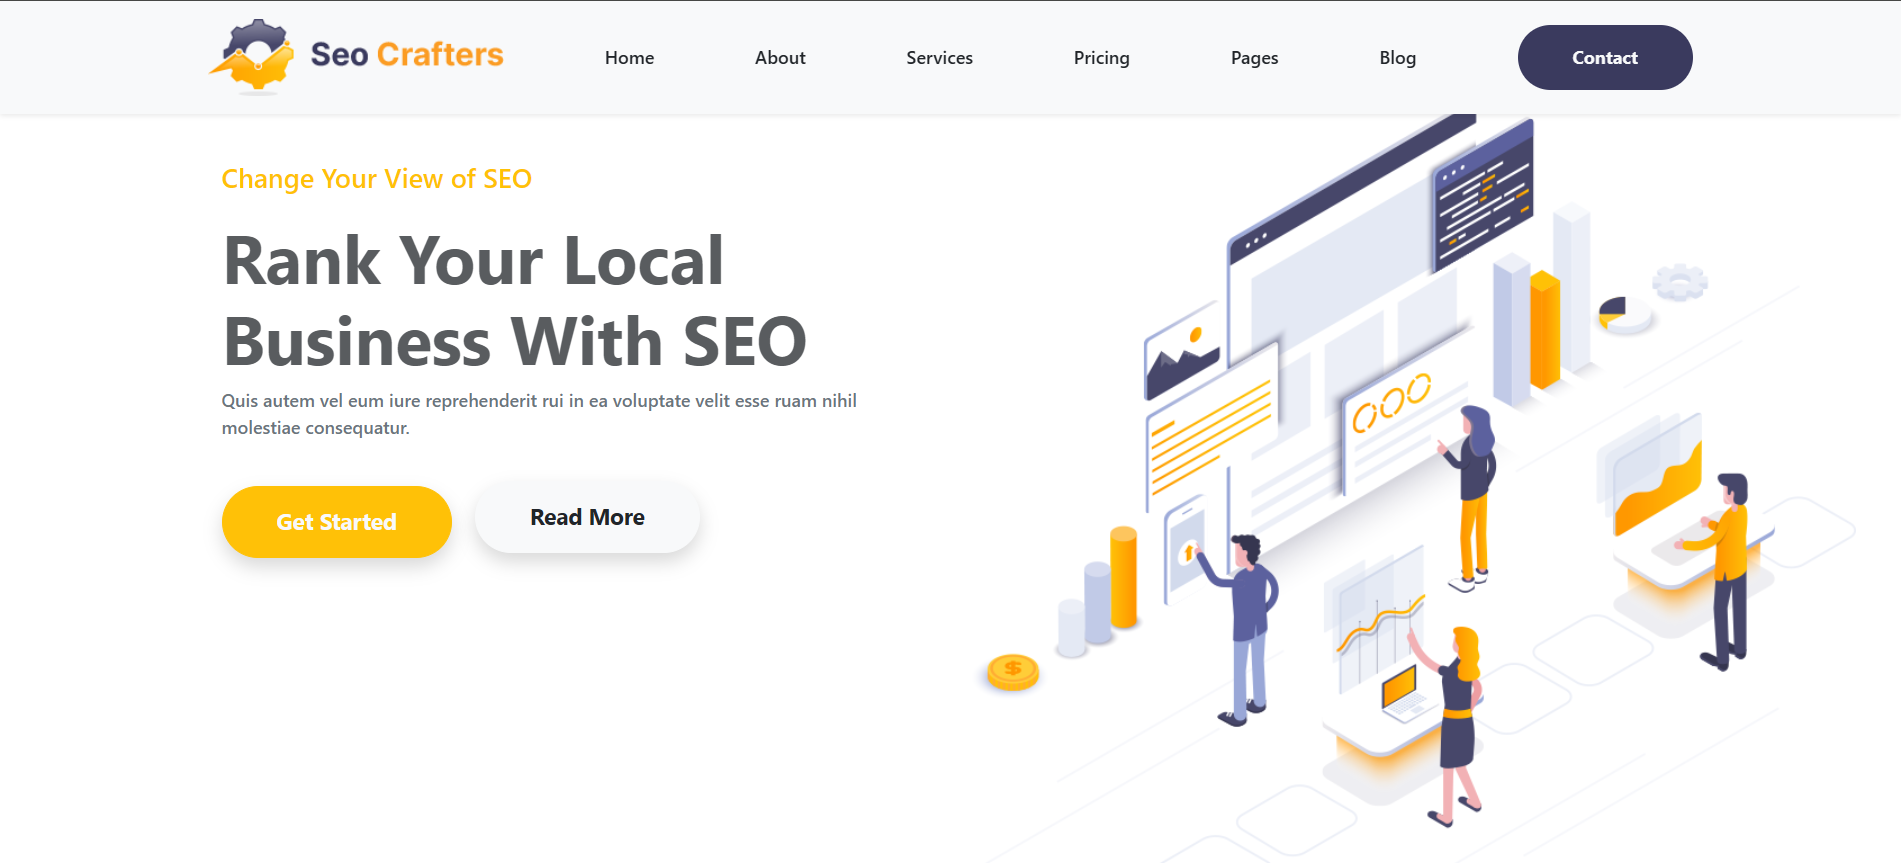 Seo Crafters
Home
About
Services
Pricing
Pages
Blog
Contact
Change Your View of SEO
Rank Your Local
Business With SEO
Quis autem vel eum iure reprehenderit rui in ea voluptate velit esse ruam nihil
molestiae consequatur.
Get Started
Read More
$